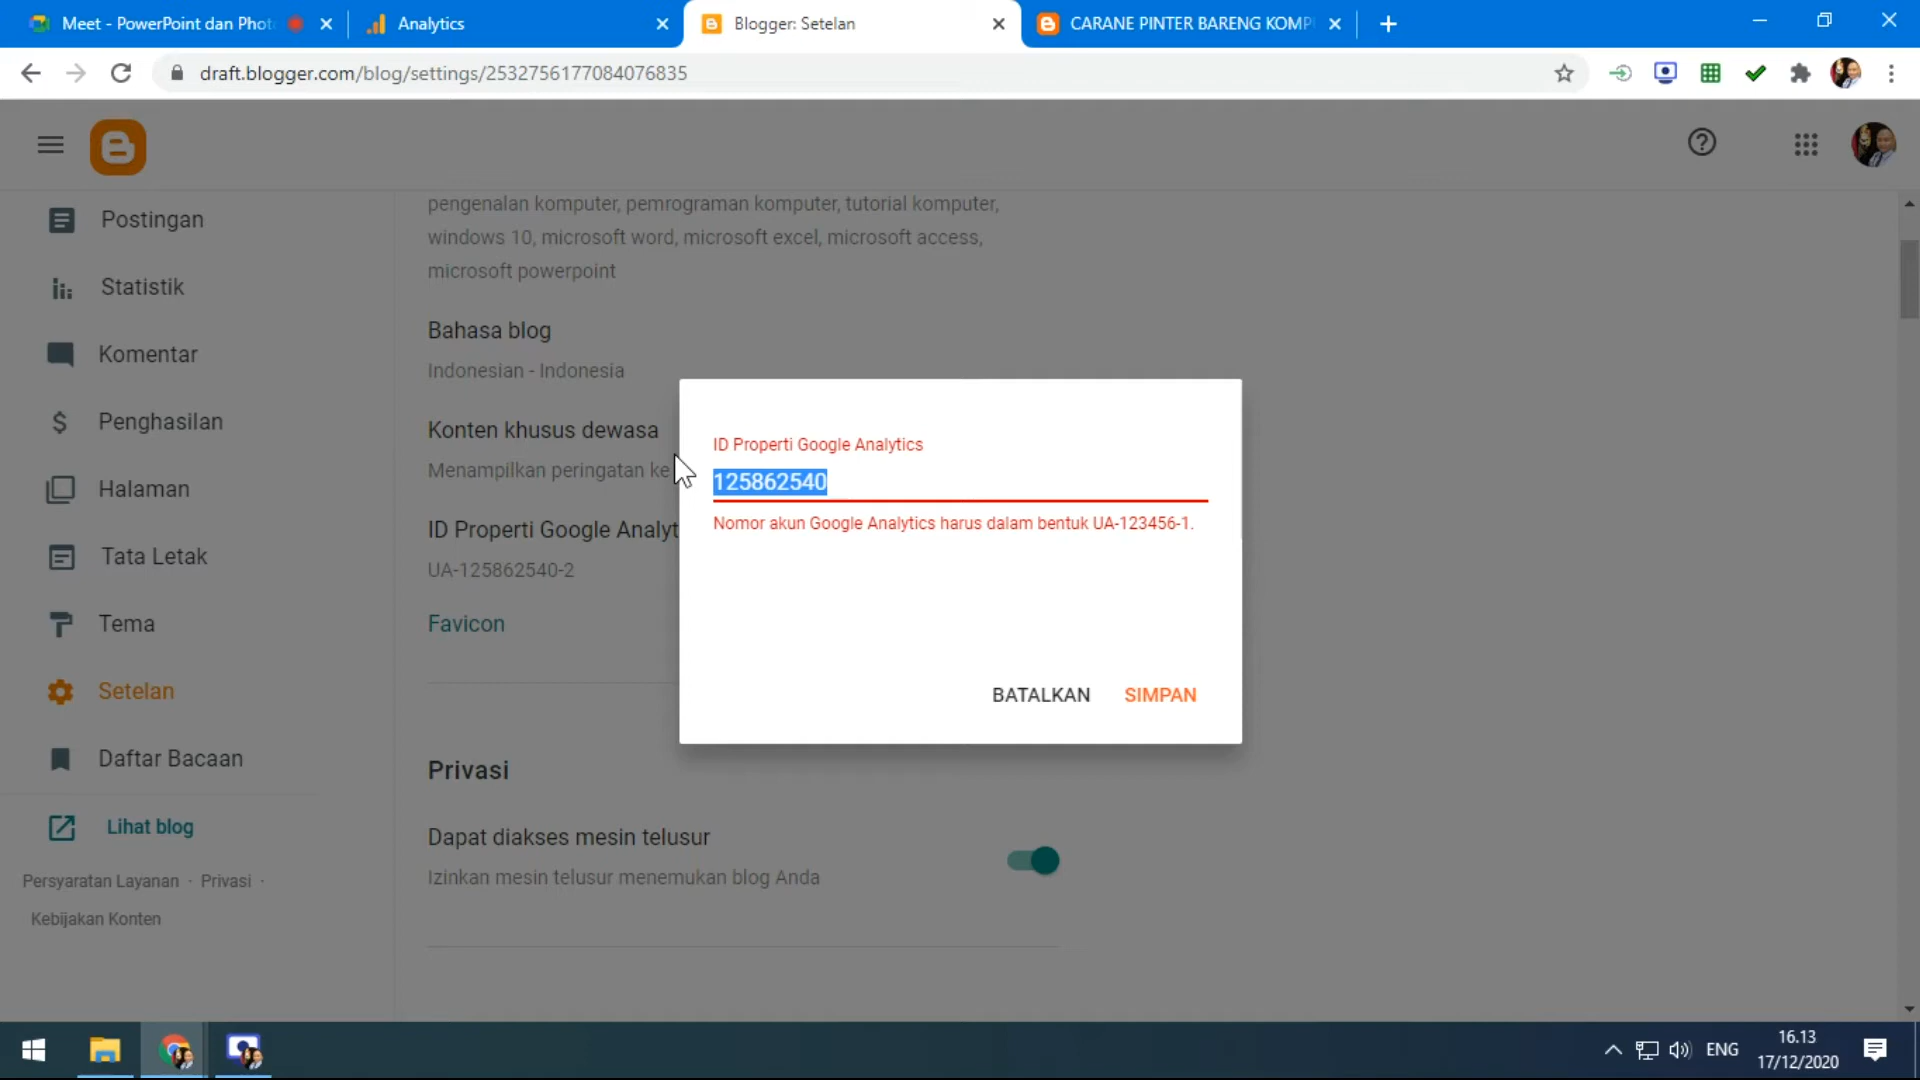 Meet - PowerPoint dan Phot
Analytics
Blogger: Setelan
CARANE PINTER BARENG KOMP
draft.blogger.com/blog/settings/2532756177084076835
Postingan
Statistik
Komentar
Penghasilan
Halaman
Tata Letak
Tema
Setelan
Daftar Bacaan
Lihat blog
Persyaratan Layanan · Privasi ·
Kebijakan Konten
pengenalan komputer, pemrograman komputer, tutorial komputer,
windows 10, microsoft word, microsoft excel, microsoft access,
microsoft powerpoint
Bahasa blog
Indonesian - Indonesia
Konten khusus dewasa
Menampilkan peringatan ke
ID Properti Google Analyt
UA-125862540-2
Favicon
Privasi
Dapat diakses mesin telusur
Izinkan mesin telusur menemukan blog Anda
ID Properti Google Analytics
125862540
Nomor akun Google Analytics harus dalam bentuk UA-123456-1.
BATALKAN
SIMPAN
ENG
16.13
17/12/2020